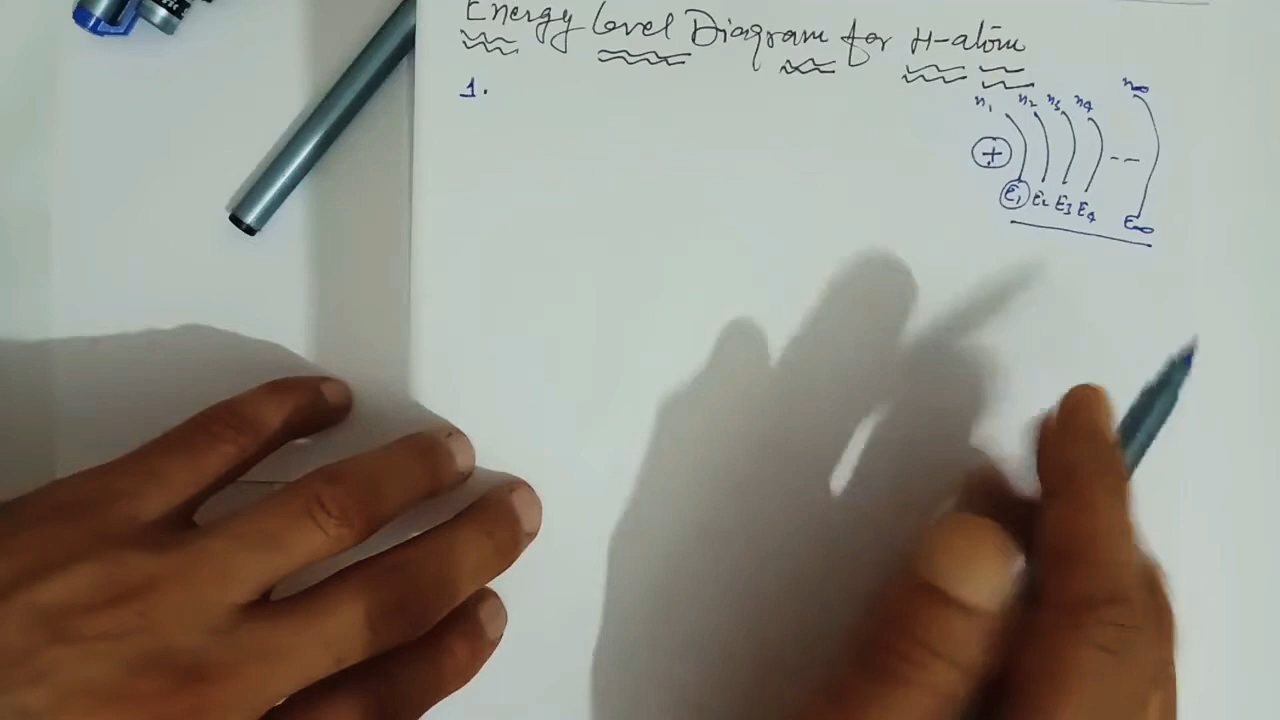 Energy Level Diagram for H-atom
1.
n1 n2 n3 n4 n∞
+ --
E1 E2 E3 E4 E∞